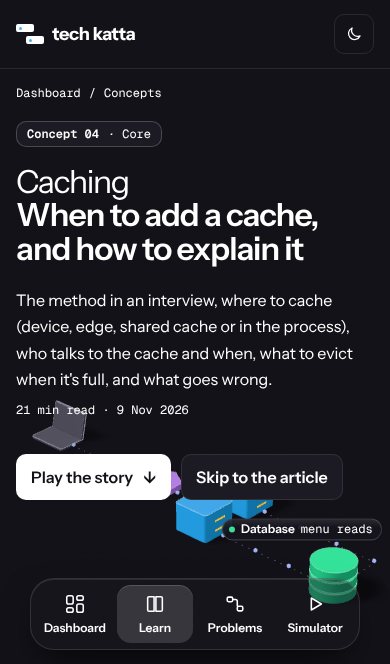 tech katta
Dashboard / Concepts
Concept 04 · Core
Caching
When to add a cache,
and how to explain it
The method in an interview, where to cache
(device, edge, shared cache or in the process),
who talks to the cache and when, what to evict
when it's full, and what goes wrong.
21 min read · 9 Nov 2026
Play the story ↓ Skip to the article
Database menu reads
Dashboard Learn Problems Simulator